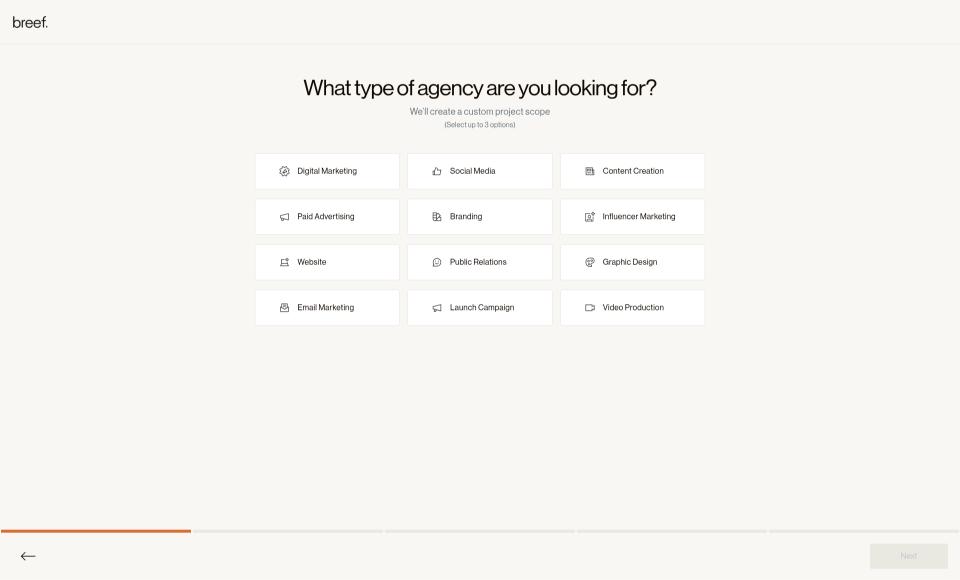 breef.
What type of agency are you looking for?
We'll create a custom project scope
(Select up to 3 options)
Digital Marketing
Social Media
Content Creation
Paid Advertising
Branding
Influencer Marketing
Website
Public Relations
Graphic Design
Email Marketing
Launch Campaign
Video Production
Next